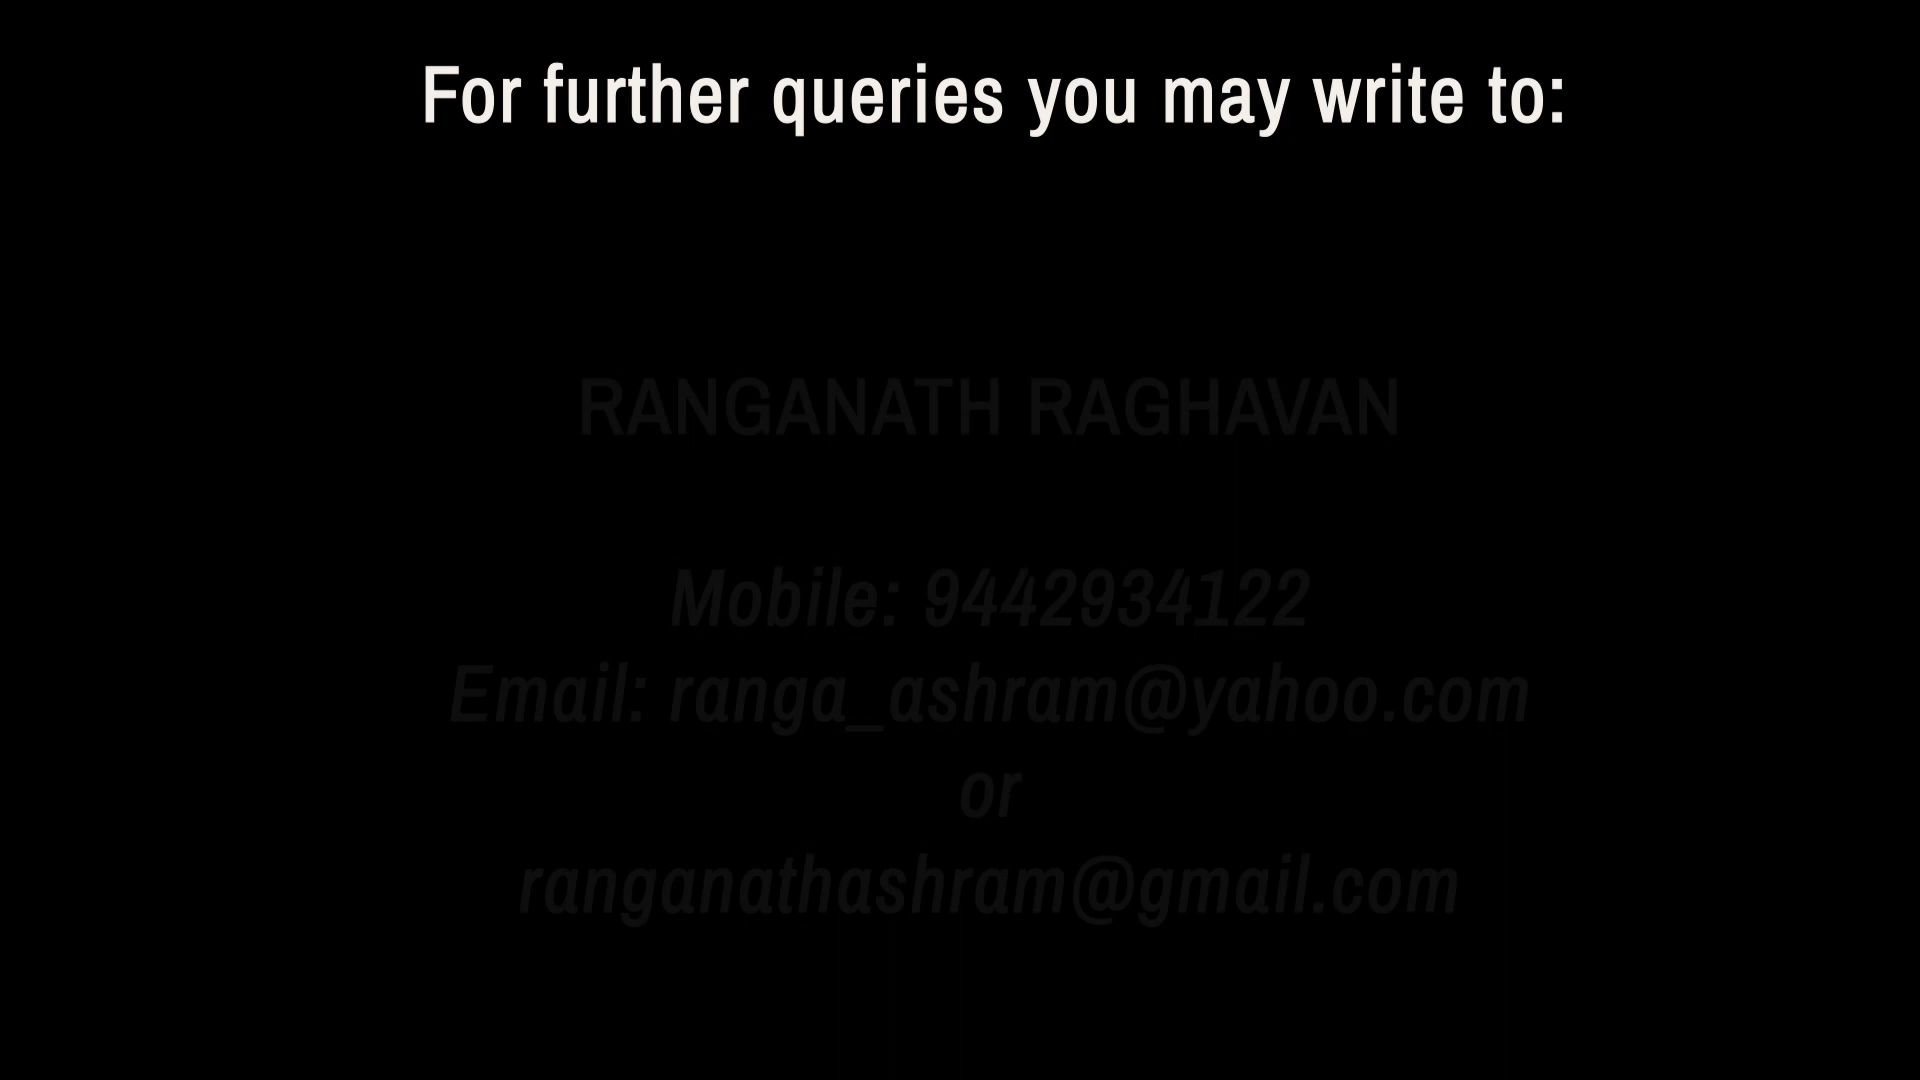 For further queries you may write to:
RANGANATH RAGHAVAN
Mobile: 9442934122
Email: ranga_ashram@yahoo.com
or
ranganathashram@gmail.com